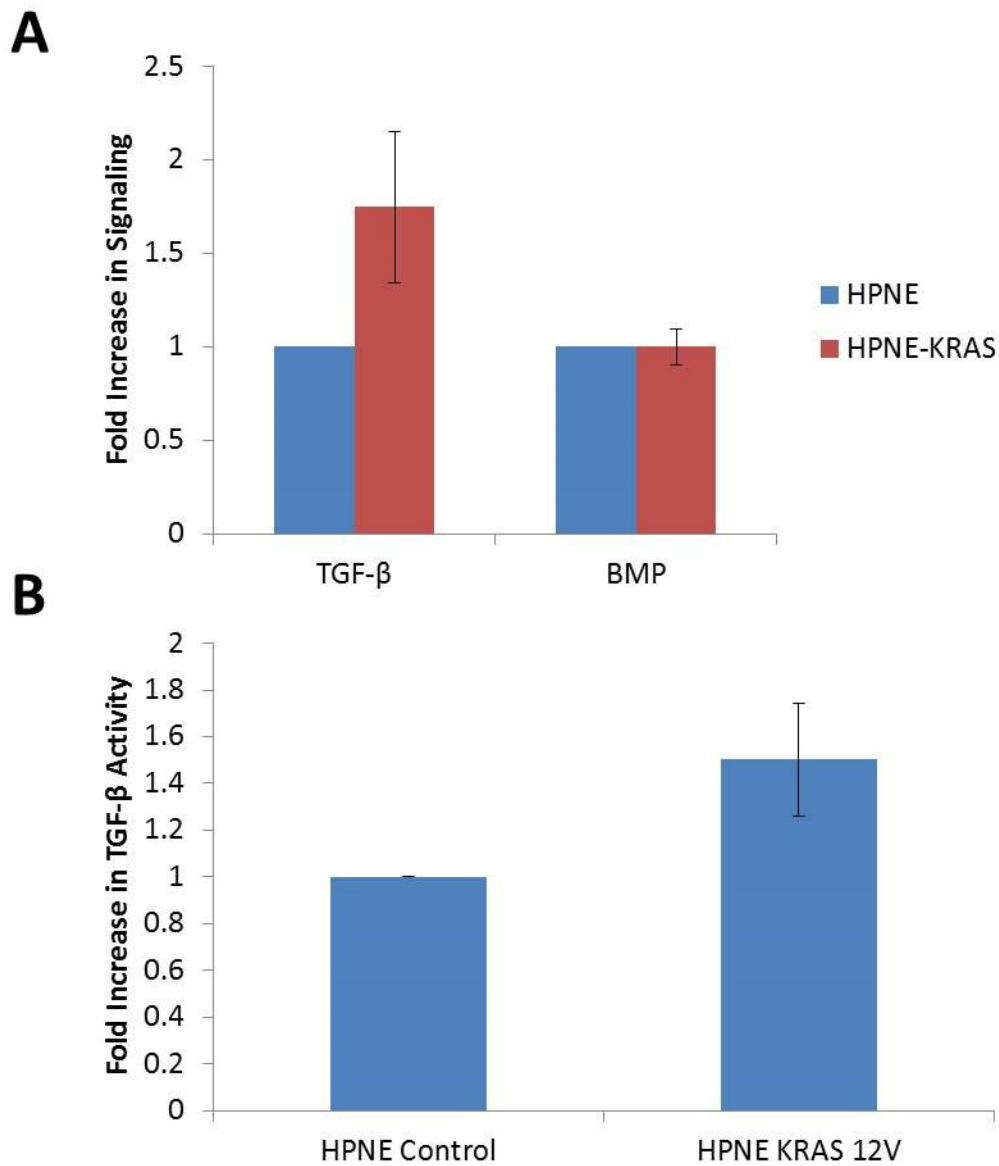 A
Fold Increase in Signaling
2.5
2
1.5
1
0.5
0
TGF-β
BMP
HPNE
HPNE-KRAS
B
Fold Increase in TGF-β Activity
2
1.8
1.6
1.4
1.2
1
0.8
0.6
0.4
0.2
0
HPNE Control
HPNE KRAS 12V